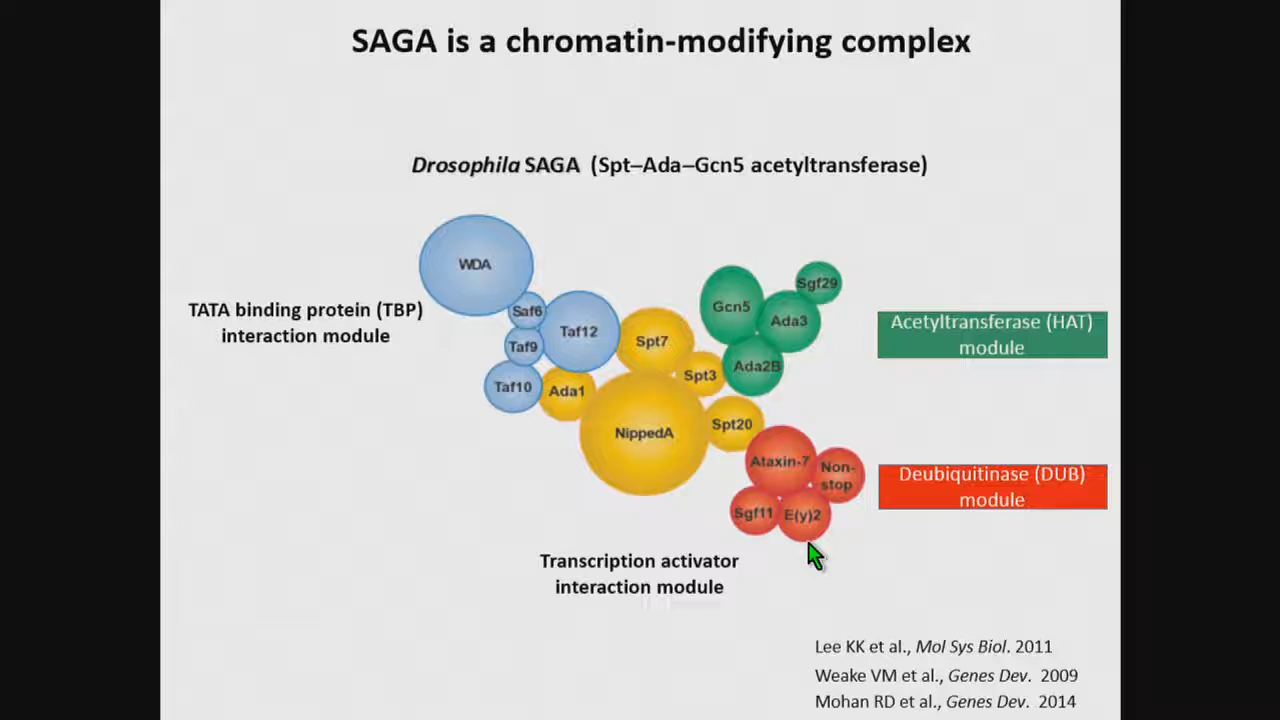 SAGA is a chromatin-modifying complex
Drosophila SAGA (Spt–Ada–Gcn5 acetyltransferase)
WDA
Saf6
Taf9
Taf10
Taf12
Ada1
Spt7
Spt3
NippedA
Spt20
Gcn5
Sgf29
Ada3
Ada2B
Ataxin-7
Non-
stop
Sgf11
E(y)2
TATA binding protein (TBP)
interaction module
Acetyltransferase (HAT)
module
Deubiquitinase (DUB)
module
Transcription activator
interaction module
Lee KK et al., Mol Sys Biol. 2011
Weake VM et al., Genes Dev. 2009
Mohan RD et al., Genes Dev. 2014